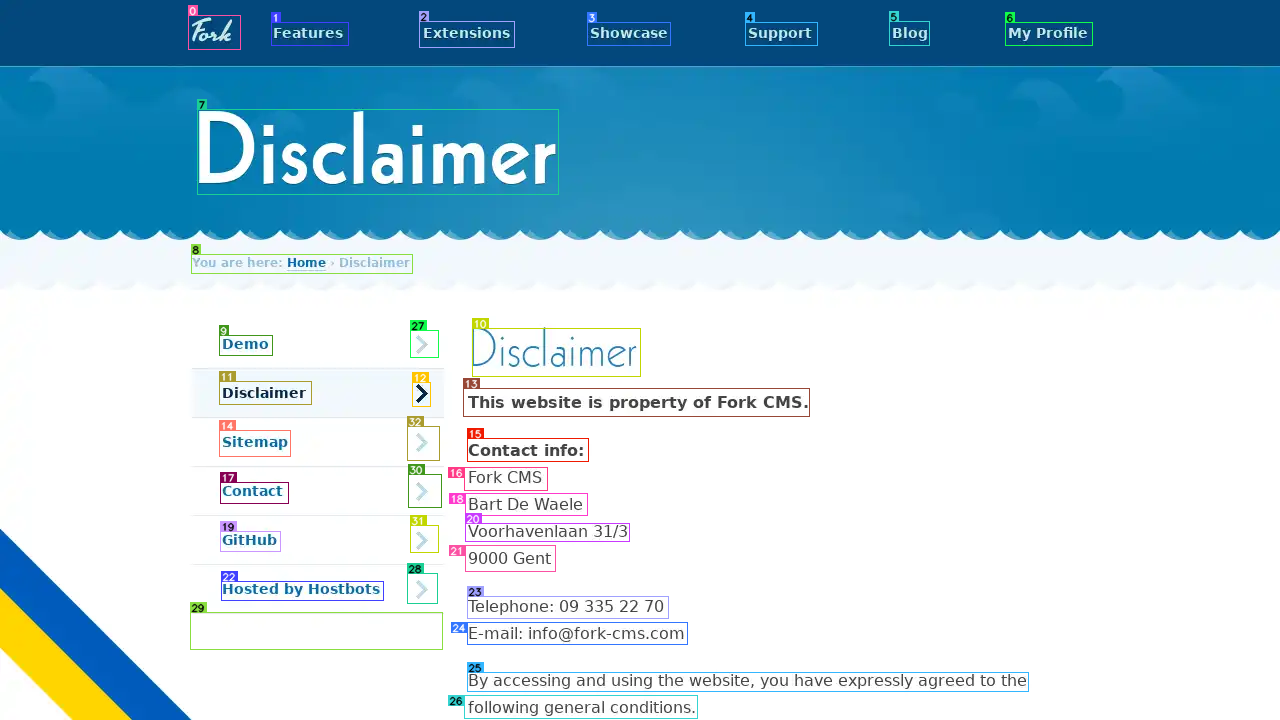 Fork
Features
Extensions
Showcase
Support
Blog
My Profile
Disclaimer
You are here: Home › Disclaimer
Demo
Disclaimer
Sitemap
Contact
GitHub
Hosted by Hostbots
Disclaimer
This website is property of Fork CMS.
Contact info:
Fork CMS
Bart De Waele
Voorhavenlaan 31/3
9000 Gent
Telephone: 09 335 22 70
E-mail: info@fork-cms.com
By accessing and using the website, you have expressly agreed to the
following general conditions.
0
1
2
3
4
5
6
7
8
9
10
11
12
13
14
15
16
17
18
19
20
21
22
23
24
25
26
27
28
29
30
31
32